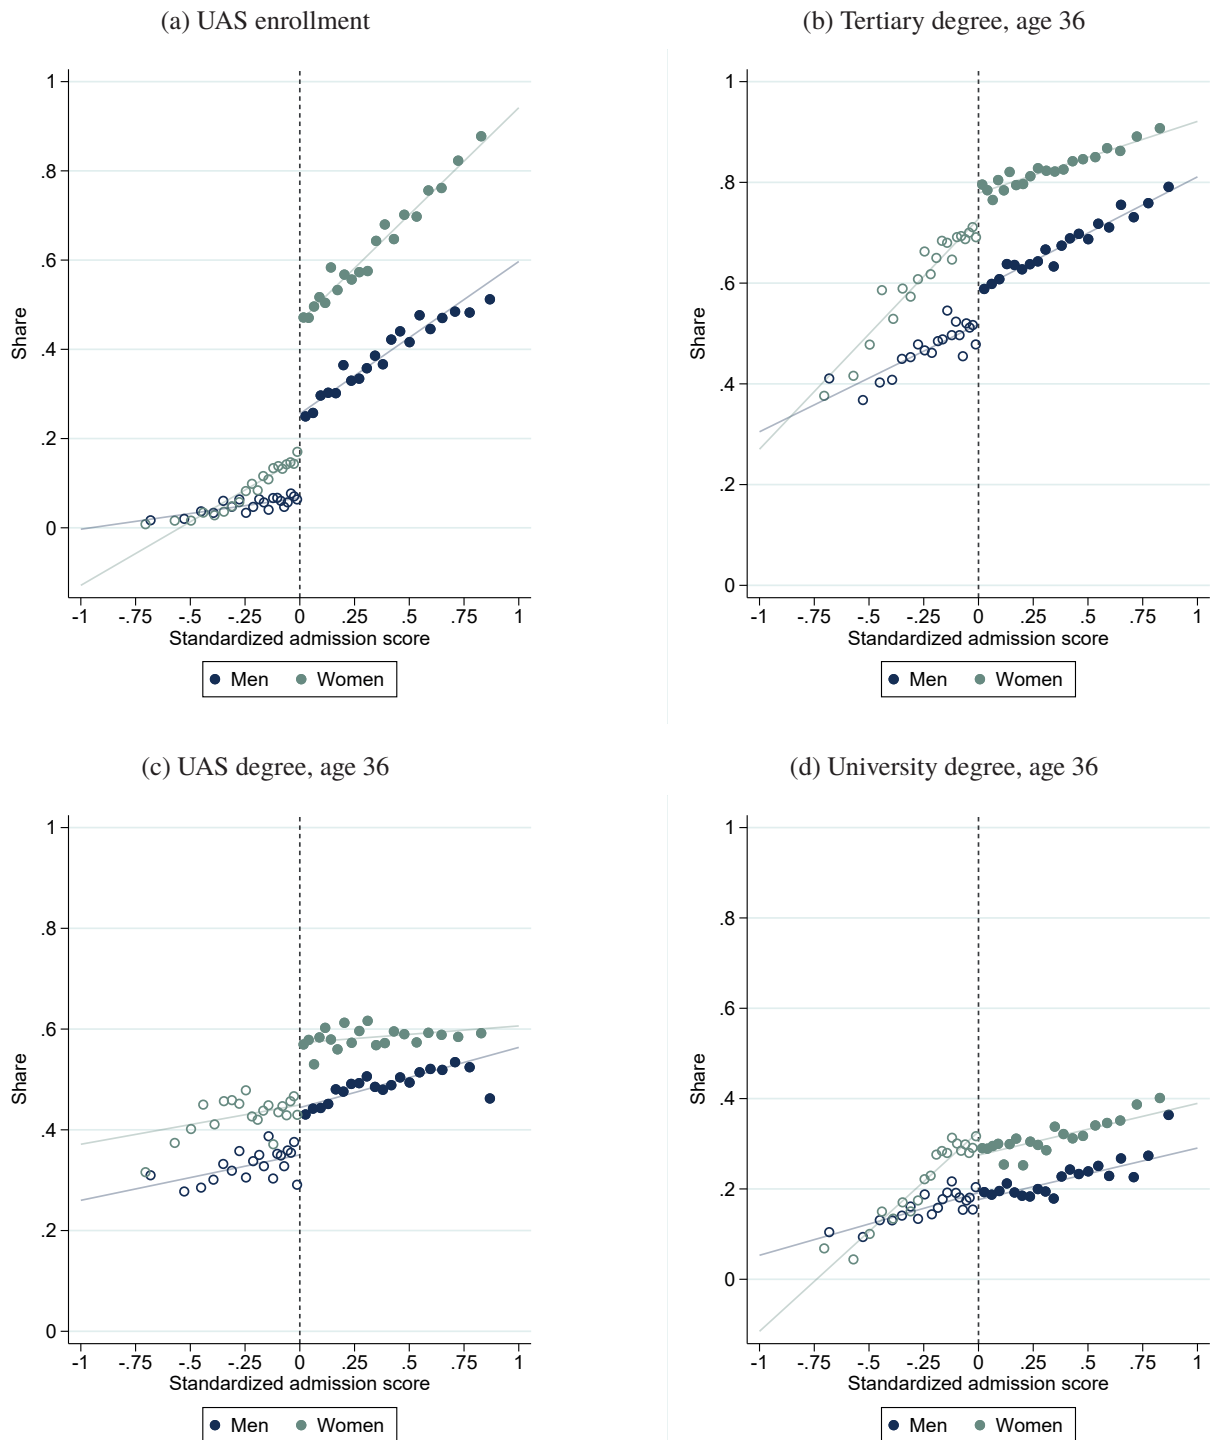 (a) UAS enrollment
(b) Tertiary degree, age 36
1
.8
.6
.4
.2
0
Share
-1 -.75 -.5 -.25 0 .25 .5 .75 1
Standardized admission score
Men Women
1
.8
.6
.4
.2
0
Share
-1 -.75 -.5 -.25 0 .25 .5 .75 1
Standardized admission score
Men Women
(c) UAS degree, age 36
(d) University degree, age 36
1
.8
.6
.4
.2
0
Share
-1 -.75 -.5 -.25 0 .25 .5 .75 1
Standardized admission score
Men Women
1
.8
.6
.4
.2
0
Share
-1 -.75 -.5 -.25 0 .25 .5 .75 1
Standardized admission score
Men Women